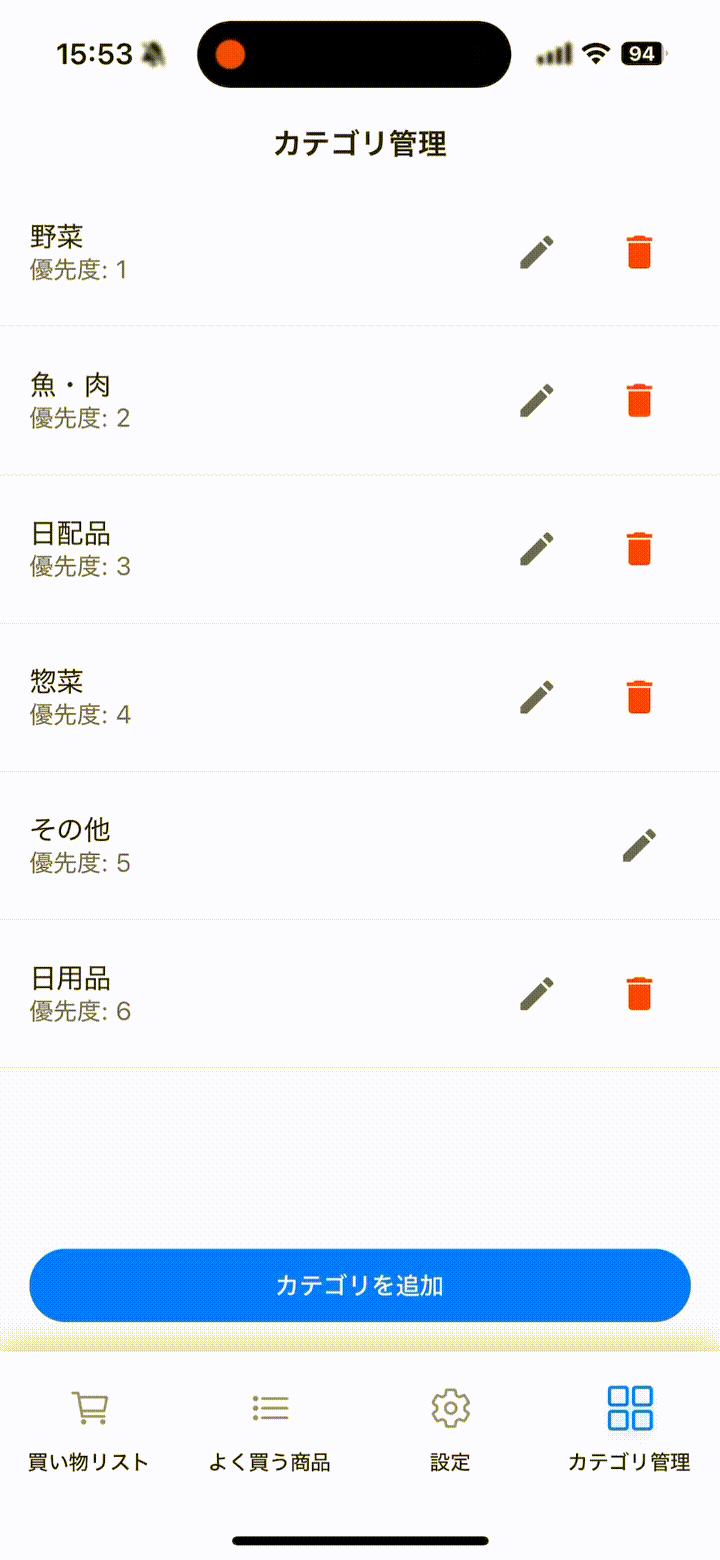 15:53
94
カテゴリ管理
野菜
優先度: 1
魚・肉
優先度: 2
日配品
優先度: 3
惣菜
優先度: 4
その他
優先度: 5
日用品
優先度: 6
カテゴリを追加
買い物リスト
よく買う商品
設定
カテゴリ管理